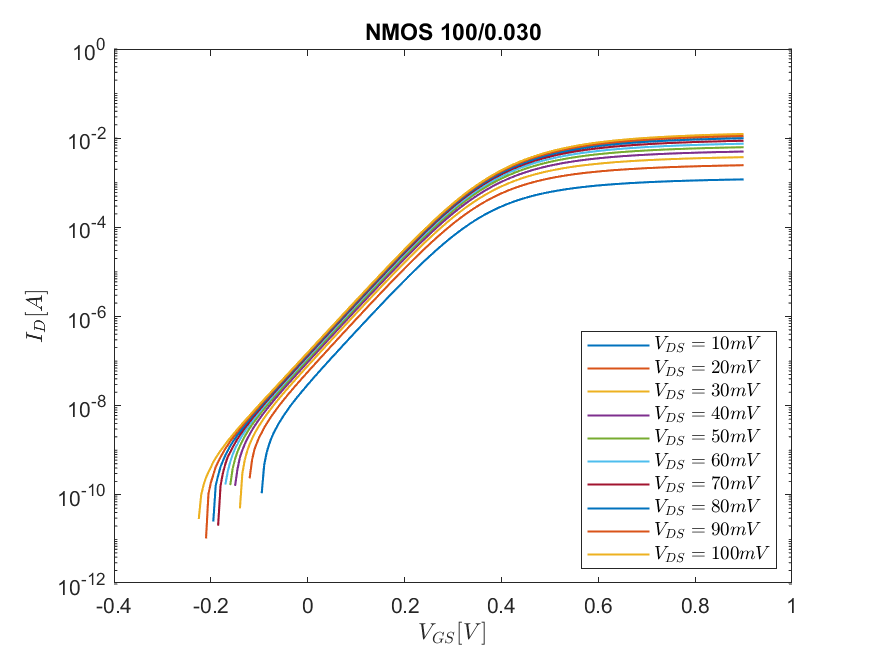 NMOS 100/0.030
10^0
10^-2
10^-4
10^-6
10^-8
10^-10
10^-12
I_D[A]
-0.4 -0.2 0 0.2 0.4 0.6 0.8 1
V_GS[V]
V_DS = 10mV
V_DS = 20mV
V_DS = 30mV
V_DS = 40mV
V_DS = 50mV
V_DS = 60mV
V_DS = 70mV
V_DS = 80mV
V_DS = 90mV
V_DS = 100mV